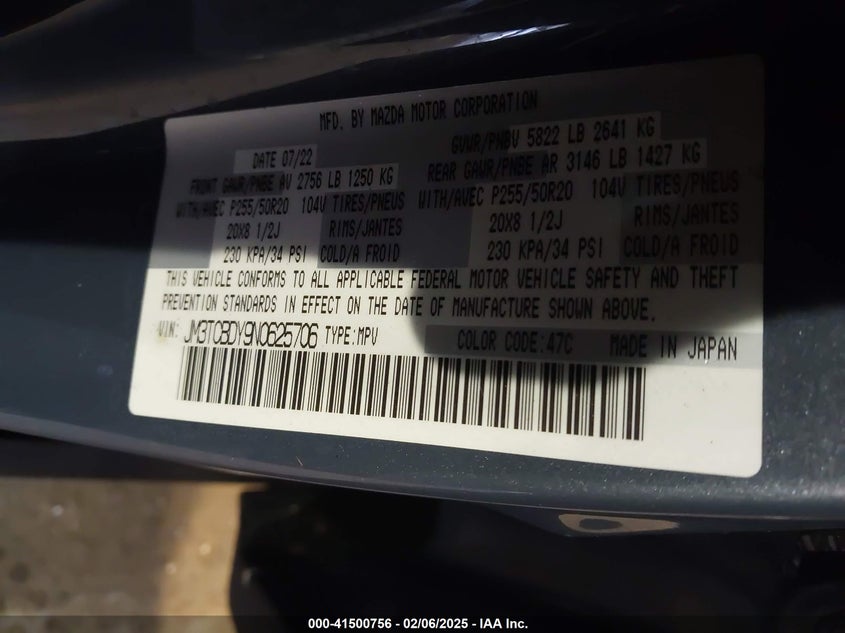 MFD. BY MAZDA MOTOR CORPORATION
DATE 07/22 GVWR/PNBV 5822 LB 2641 KG
FRONT GAWR/PNBE AV 2756 LB 1250 KG REAR GAWR/PNBE AR 3146 LB 1427 KG
WITH/AVEC P255/50R20 104V TIRES/PNEUS WITH/AVEC P255/50R20 104V TIRES/PNEUS
20X8 1/2J RIMS/JANTES 20X8 1/2J RIMS/JANTES
230 KPA/34 PSI COLD/A FROID 230 KPA/34 PSI COLD/A FROID
THIS VEHICLE CONFORMS TO ALL APPLICABLE FEDERAL MOTOR VEHICLE SAFETY AND THEFT
PREVENTION STANDARDS IN EFFECT ON THE DATE OF MANUFACTURE SHOWN ABOVE.
VIN: JM3TCBDY9N0625706 TYPE:MPV COLOR CODE:47C MADE IN JAPAN
000-41500756 - 02/06/2025 - IAA Inc.